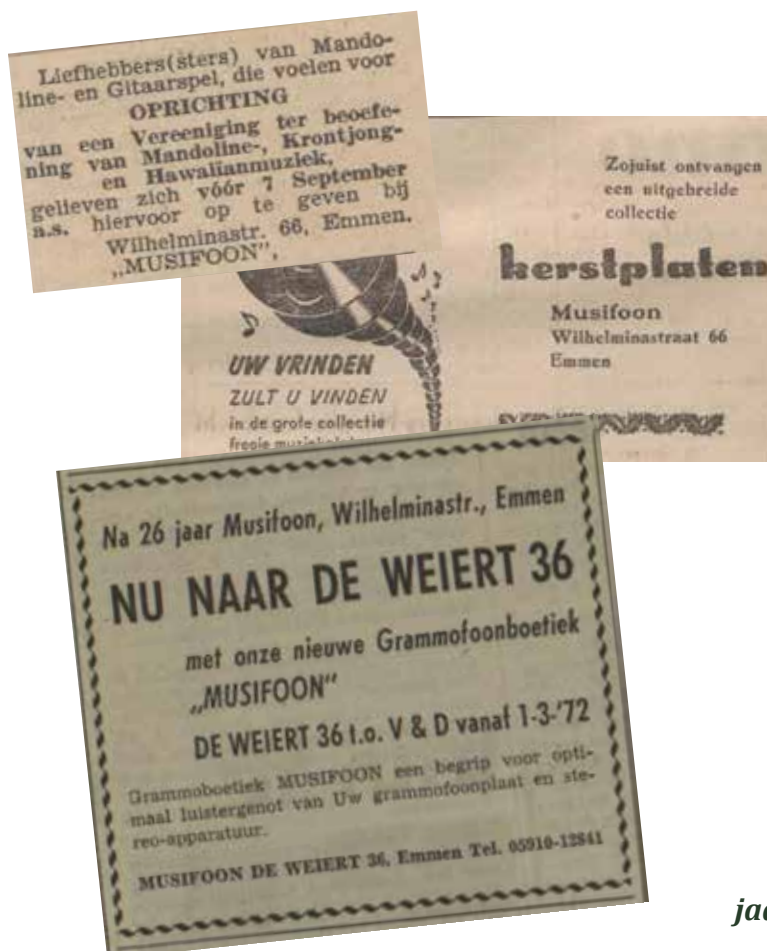 Liefhebbers(sters) van Mando-
line- en Gitaarspel, die voelen voor
OPRICHTING
van een Vereeniging ter beoefe-
ning van Mandoline-, Krontjong-
en Hawaiïanmuziek,
gelieven zich vóór 7 September
a.s. hiervoor op te geven bij
Wilhelminastr. 66, Emmen.
„MUSIFOON”,
Zojuist ontvangen
een uitgebreide
collectie
kerstplaten
Musifoon
Wilhelminastraat 66
Emmen
UW VRINDEN
ZULT U VINDEN
in de grote collectie
Na 26 jaar Musifoon, Wilhelminastr., Emmen
NU NAAR DE WEIERT 36
met onze nieuwe Grammofoonboetiek
„MUSIFOON”
DE WEIERT 36 t.o. V & D vanaf 1-3-'72
Grammoboetiek MUSIFOON een begrip voor opti-
maal luistergenot van Uw grammofoonplaat en ste-
reo-apparatuur.
MUSIFOON DE WEIERT 36, Emmen Tel. 05910-12841